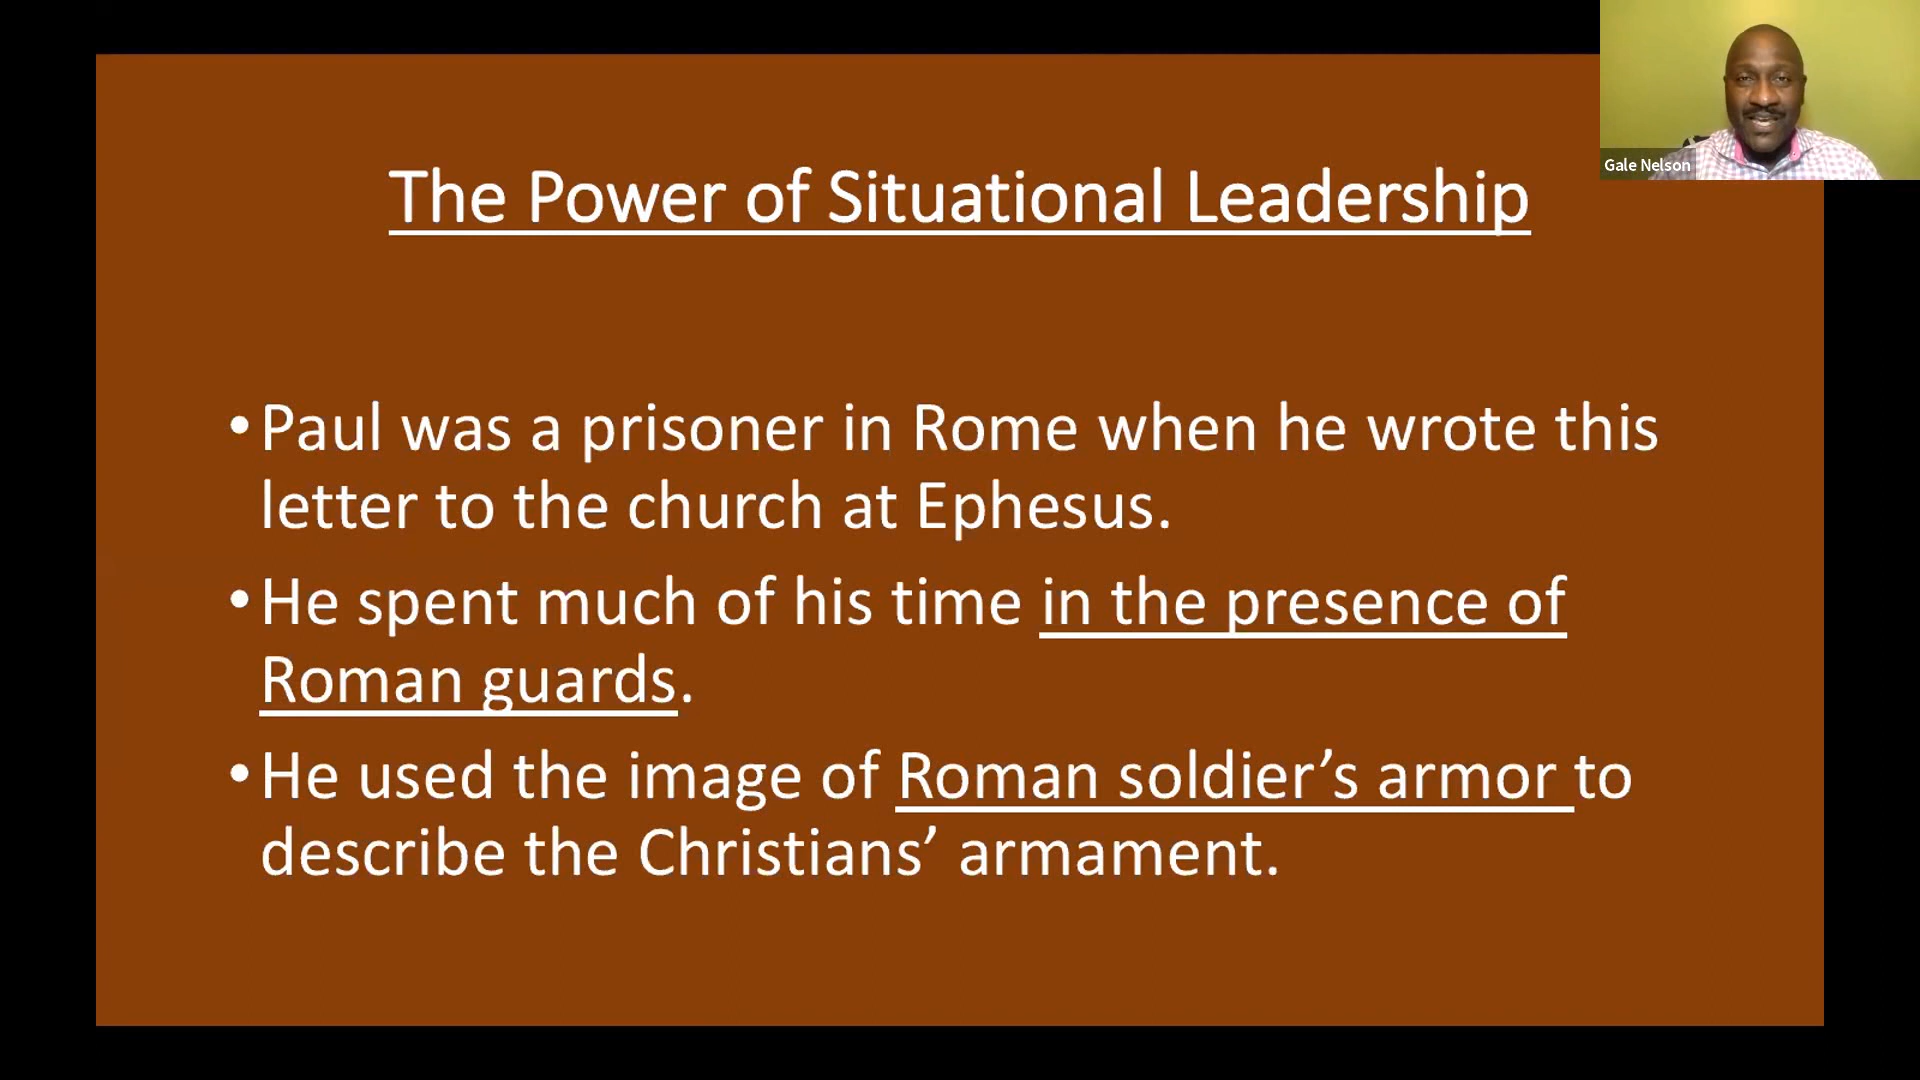 Gale Nelson
The Power of Situational Leadership
•Paul was a prisoner in Rome when he wrote this
letter to the church at Ephesus.
•He spent much of his time in the presence of
Roman guards.
•He used the image of Roman soldier’s armor to
describe the Christians’ armament.